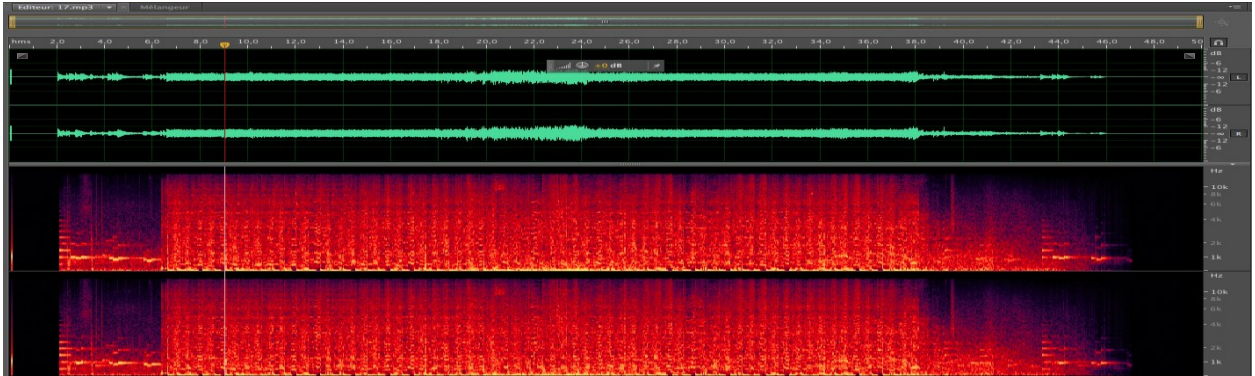 Editeur: 17.mp3 Mélangeur
hms 2,0 4,0 6,0 8,0 12,0 14,0 16,0 18,0 20,0 22,0 24,0 26,0 28,0 30,0 32,0 34,0 36,0 38,0 40,0 42,0 44,0 46,0 48,0 50
dB
-6
-12
+0 dB
-∞ L
-12
-6
dB
-6
-12
-∞ R
-12
-6
Hz
10k
8k
6k
4k
2k
1k
Hz
10k
8k
6k
4k
2k
1k